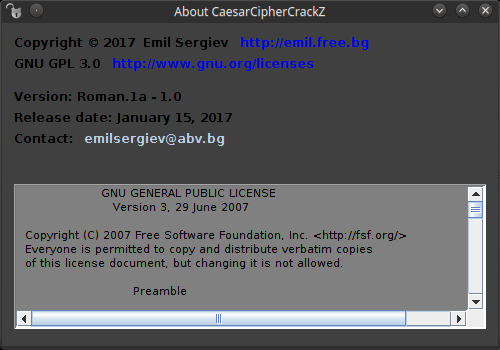 About CaesarCipherCrackZ
Copyright © 2017 Emil Sergiev http://emil.free.bg
GNU GPL 3.0 http://www.gnu.org/licenses
Version: Roman.1a - 1.0
Release date: January 15, 2017
Contact: emilsergiev@abv.bg
GNU GENERAL PUBLIC LICENSE
Version 3, 29 June 2007
Copyright (C) 2007 Free Software Foundation, Inc. <http://fsf.org/>
Everyone is permitted to copy and distribute verbatim copies
of this license document, but changing it is not allowed.
Preamble